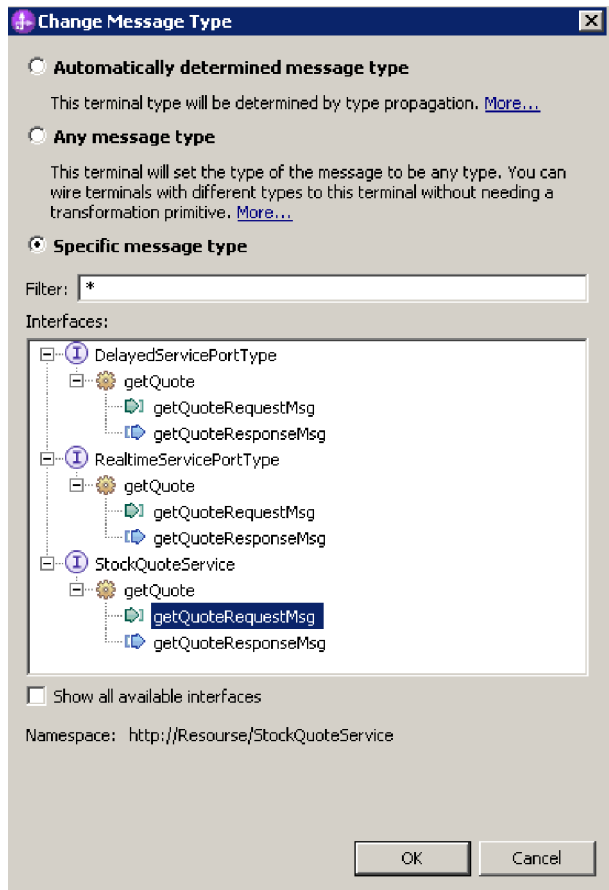 Change Message Type
Automatically determined message type
This terminal type will be determined by type propagation. More...
Any message type
This terminal will set the type of the message to be any type. You can
wire terminals with different types to this terminal without needing a
transformation primitive. More...
Specific message type
Filter: *
Interfaces:
DelayedServicePortType
getQuote
getQuoteRequestMsg
getQuoteResponseMsg
RealtimeServicePortType
getQuote
getQuoteRequestMsg
getQuoteResponseMsg
StockQuoteService
getQuote
getQuoteRequestMsg
getQuoteResponseMsg
Show all available interfaces
Namespace: http://Resourse/StockQuoteService
OK Cancel